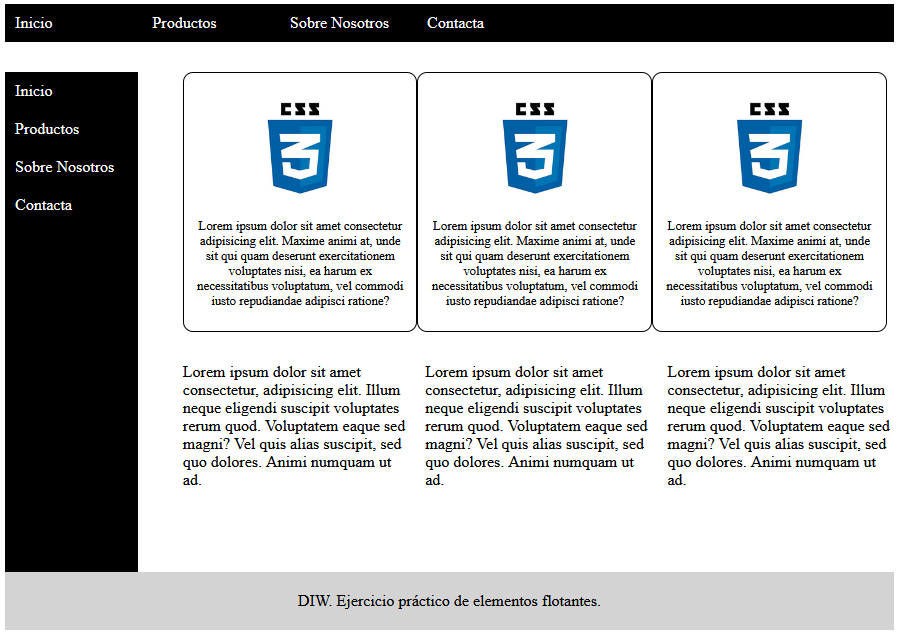 Inicio Productos Sobre Nosotros Contacta
Inicio
Productos
Sobre Nosotros
Contacta
CSS
3
Lorem ipsum dolor sit amet consectetur
adipisicing elit. Maxime animi at, unde
sit qui quam deserunt exercitationem
voluptates nisi, ea harum ex
necessitatibus voluptatum, vel commodi
iusto repudiandae adipisci ratione?
CSS
3
Lorem ipsum dolor sit amet consectetur
adipisicing elit. Maxime animi at, unde
sit qui quam deserunt exercitationem
voluptates nisi, ea harum ex
necessitatibus voluptatum, vel commodi
iusto repudiandae adipisci ratione?
CSS
3
Lorem ipsum dolor sit amet consectetur
adipisicing elit. Maxime animi at, unde
sit qui quam deserunt exercitationem
voluptates nisi, ea harum ex
necessitatibus voluptatum, vel commodi
iusto repudiandae adipisci ratione?
Lorem ipsum dolor sit amet
consectetur, adipisicing elit. Illum
neque eligendi suscipit voluptates
rerum quod. Voluptatem eaque sed
magni? Vel quis alias suscipit, sed
quo dolores. Animi numquam ut
ad.
Lorem ipsum dolor sit amet
consectetur, adipisicing elit. Illum
neque eligendi suscipit voluptates
rerum quod. Voluptatem eaque sed
magni? Vel quis alias suscipit, sed
quo dolores. Animi numquam ut
ad.
Lorem ipsum dolor sit amet
consectetur, adipisicing elit. Illum
neque eligendi suscipit voluptates
rerum quod. Voluptatem eaque sed
magni? Vel quis alias suscipit, sed
quo dolores. Animi numquam ut
ad.
DIW. Ejercicio práctico de elementos flotantes.